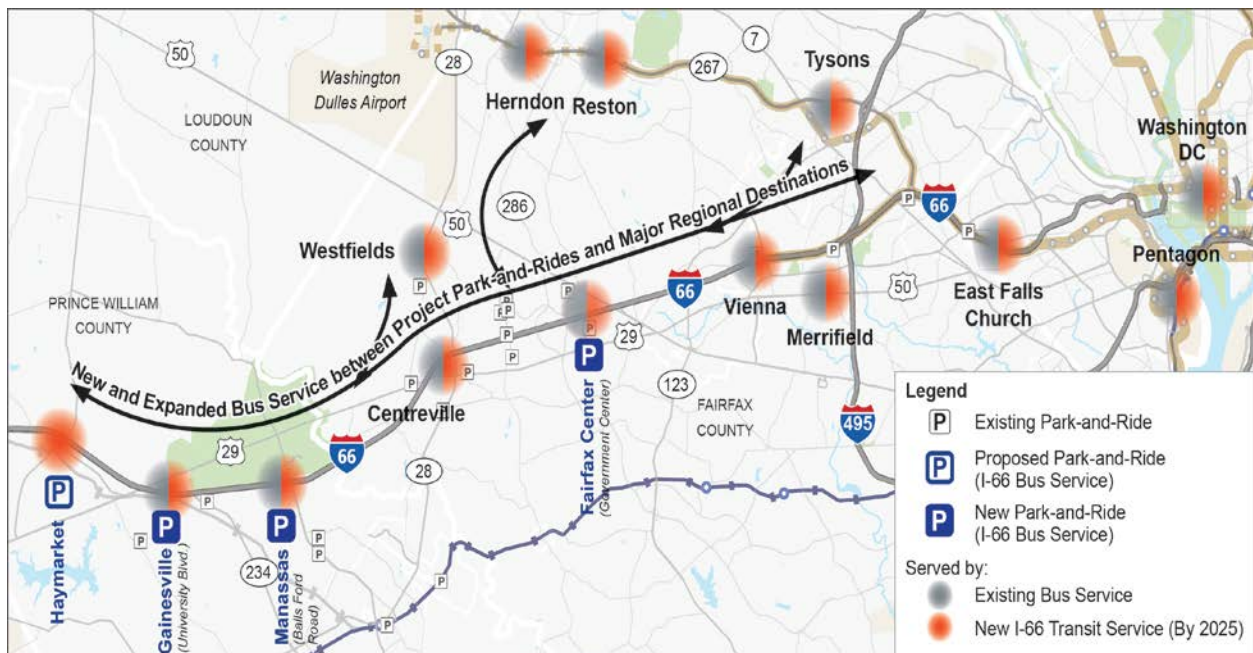 50
28
7
267
Tysons
Washington
Dulles Airport
Herndon
Reston
LOUDOUN
COUNTY
Washington
DC
286
50
66
Westfields
New and Expanded Bus Service between Project Park-and-Rides and Major Regional Destinations
Pentagon
PRINCE WILLIAM
COUNTY
66
Vienna
50
East Falls
Church
Merrifield
29
P
Fairfax Center
(Government Center)
Centreville
123
FAIRFAX
COUNTY
495
29
66
28
P
Haymarket
P
Gainesville
(University Blvd.)
P
Manassas
(Balls Ford
Road)
234
Legend
P Existing Park-and-Ride
P Proposed Park-and-Ride
(I-66 Bus Service)
P New Park-and-Ride
(I-66 Bus Service)
Served by:
Existing Bus Service
New I-66 Transit Service (By 2025)